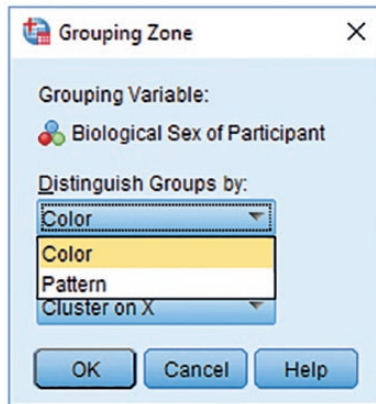 Grouping Zone
Grouping Variable:
Biological Sex of Participant
Distinguish Groups by:
Color
Color
Pattern
Cluster on X
OK Cancel Help